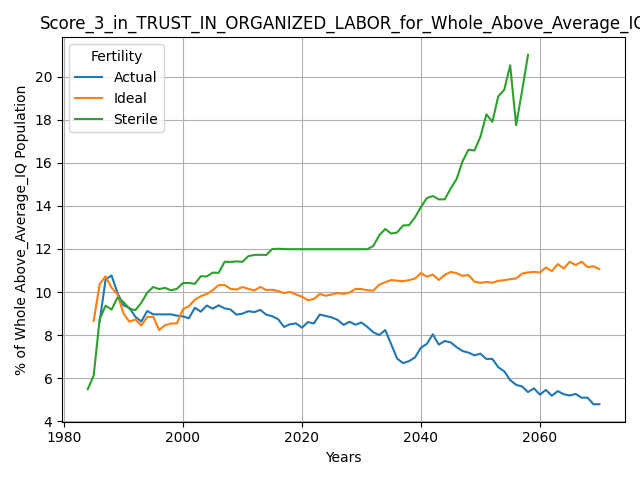 Score_3_in_TRUST_IN_ORGANIZED_LABOR_for_Whole_Above_Average_IQ
Fertility
Actual
Ideal
Sterile
% of Whole Above_Average_IQ Population
20
18
16
14
12
10
8
6
4
1980 2000 2020 2040 2060
Years